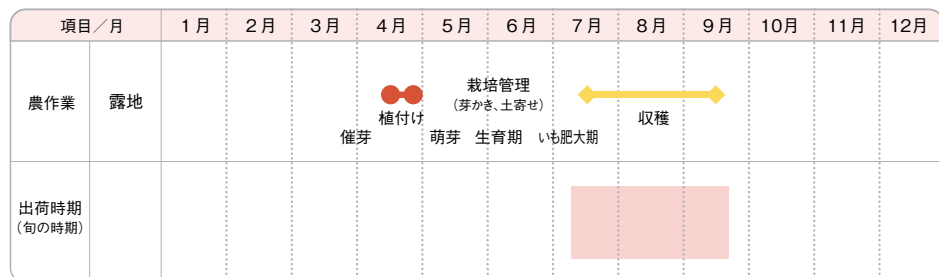 項目／月 1月 2月 3月 4月 5月 6月 7月 8月 9月 10月 11月 12月
農作業 露地
栽培管理
（芽かき、土寄せ）
植付け
収穫
催芽 萌芽 生育期 いも肥大期
出荷時期
（旬の時期）